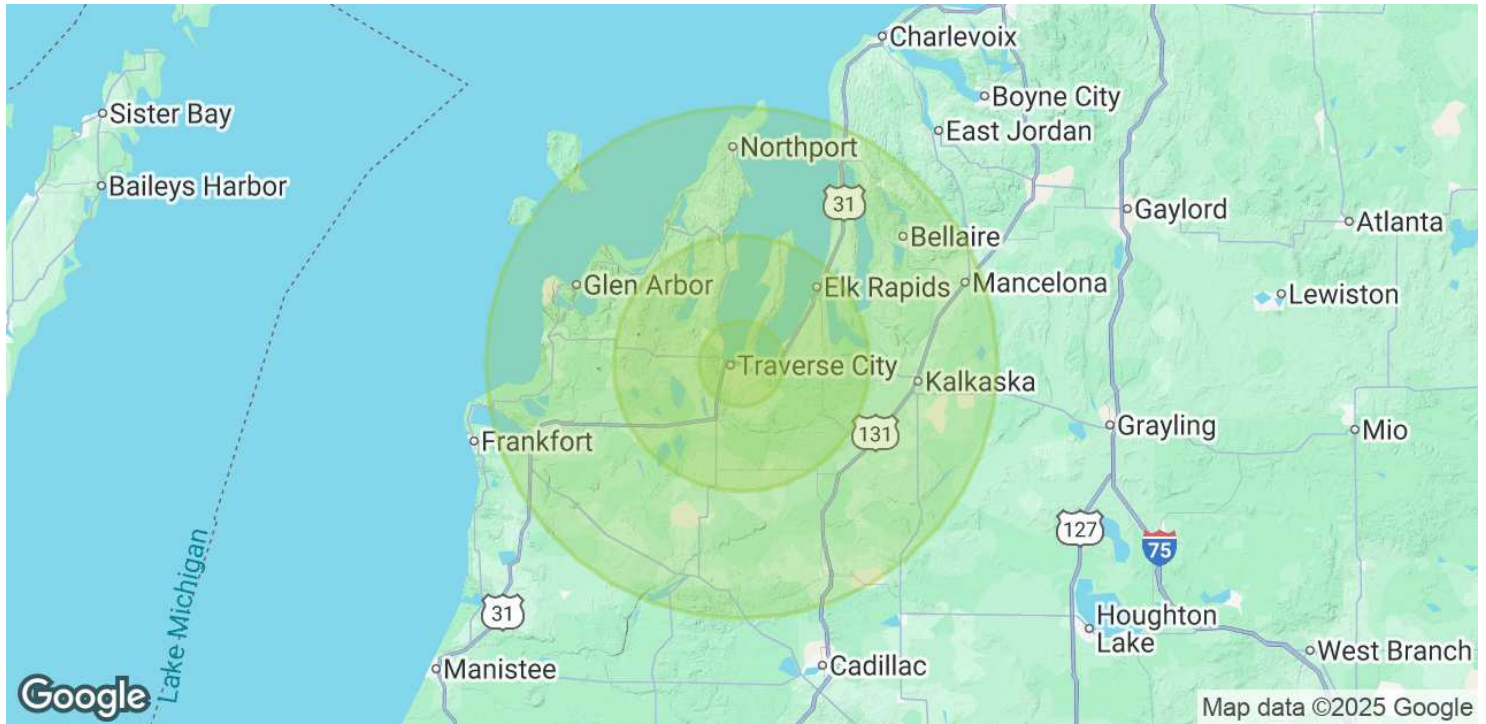 Charlevoix
Boyne City
Sister Bay
East Jordan
Northport
Baileys Harbor
31
Gaylord
Atlanta
Bellaire
Glen Arbor
Elk Rapids
Mancelona
Lewiston
Traverse City
Kalkaska
Grayling
Mio
131
Frankfort
127
75
Lake Michigan
31
Houghton
Lake
West Branch
Manistee
Cadillac
Google
Map data ©2025 Google